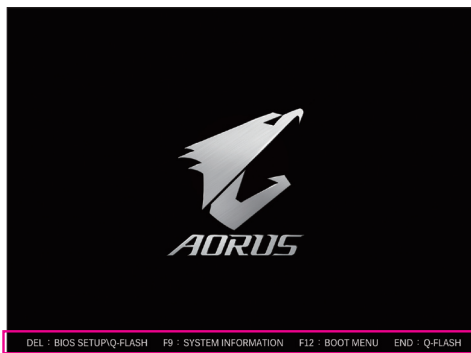 AORUS
DEL : BIOS SETUP\Q-FLASH F9 : SYSTEM INFORMATION F12 : BOOT MENU END : Q-FLASH